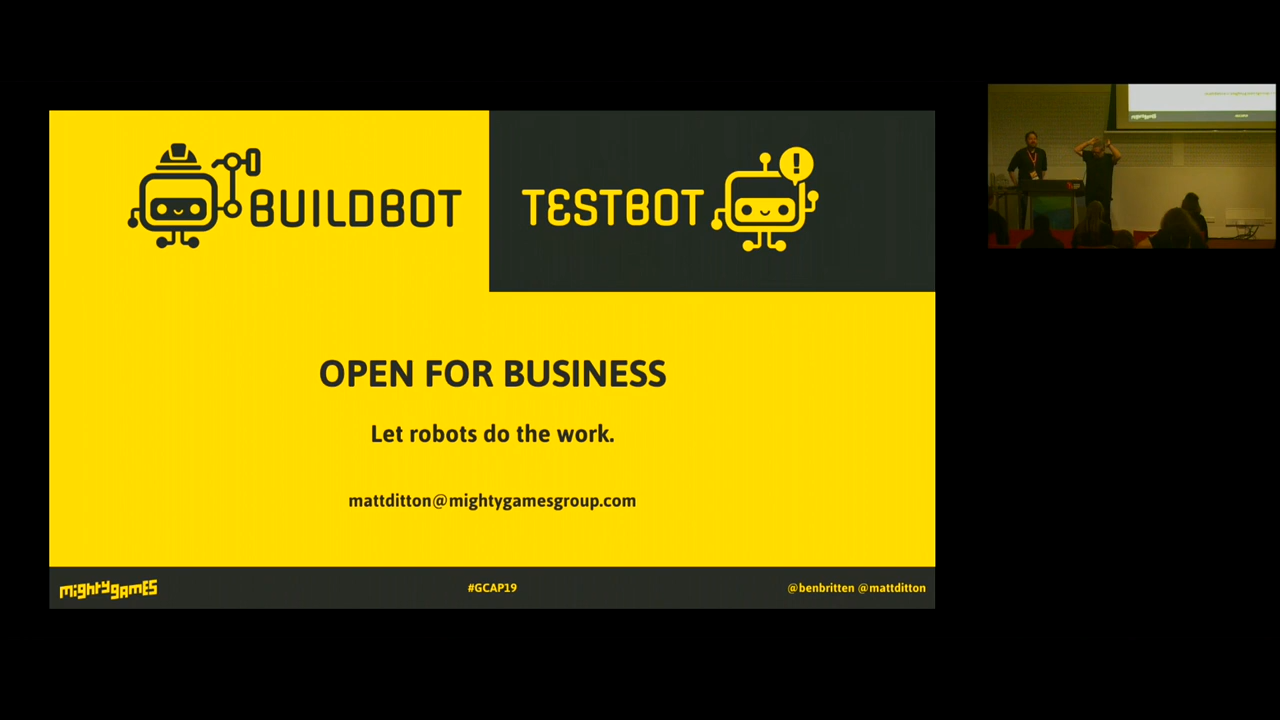 BUILDBOT
TESTBOT
!
OPEN FOR BUSINESS
Let robots do the work.
mattditton@mightygamesgroup.com
mightygames
#GCAP19
@benbritten @mattditton